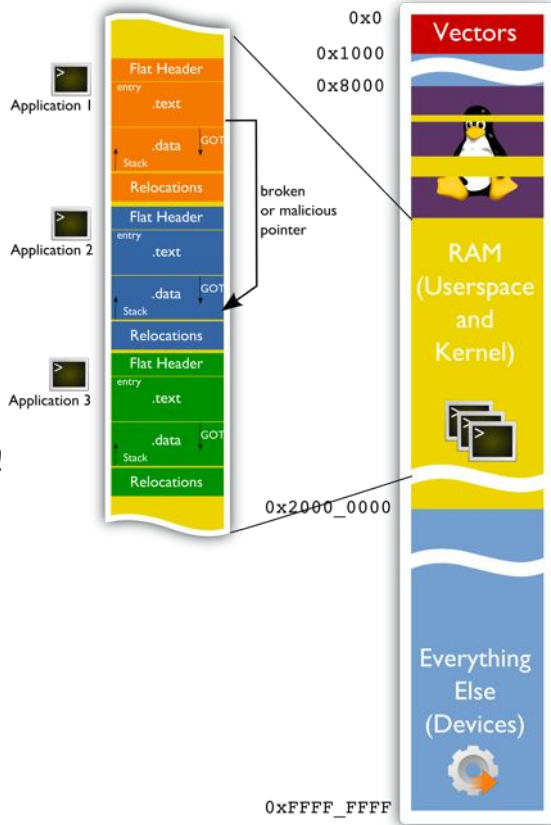 Application 1
Flat Header
entry
.text
.data
GOT
Stack
Relocations
Application 2
Flat Header
entry
.text
.data
GOT
Stack
Relocations
Application 3
Flat Header
entry
.text
.data
GOT
Stack
Relocations
broken
or malicious
pointer
0x0
0x1000
0x8000
0x2000_0000
0xFFFF_FFFF
Vectors
RAM
(Userspace
and
Kernel)
Everything
Else
(Devices)
!